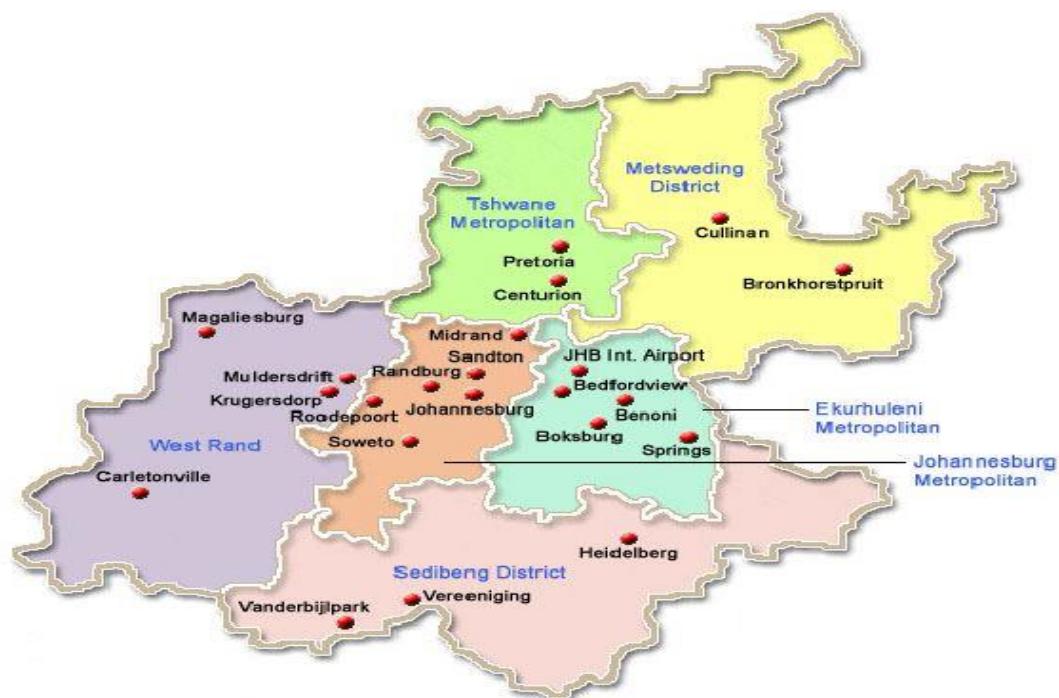 Metsweding
District
Tshwane
Metropolitan
Cullinan
Pretoria
Bronkhorstpruit
Centurion
Magaliesburg
Midrand
Sandton
JHB Int. Airport
Muldersdrift
Randburg
Bedfordview
Krugersdorp
Roodepoort
Johannesburg
Benoni
Ekurhuleni
Metropolitan
West Rand
Soweto
Boksburg
Springs
Johannesburg
Metropolitan
Carletonville
Heidelberg
Sedibeng District
Vereeniging
Vanderbijlpark